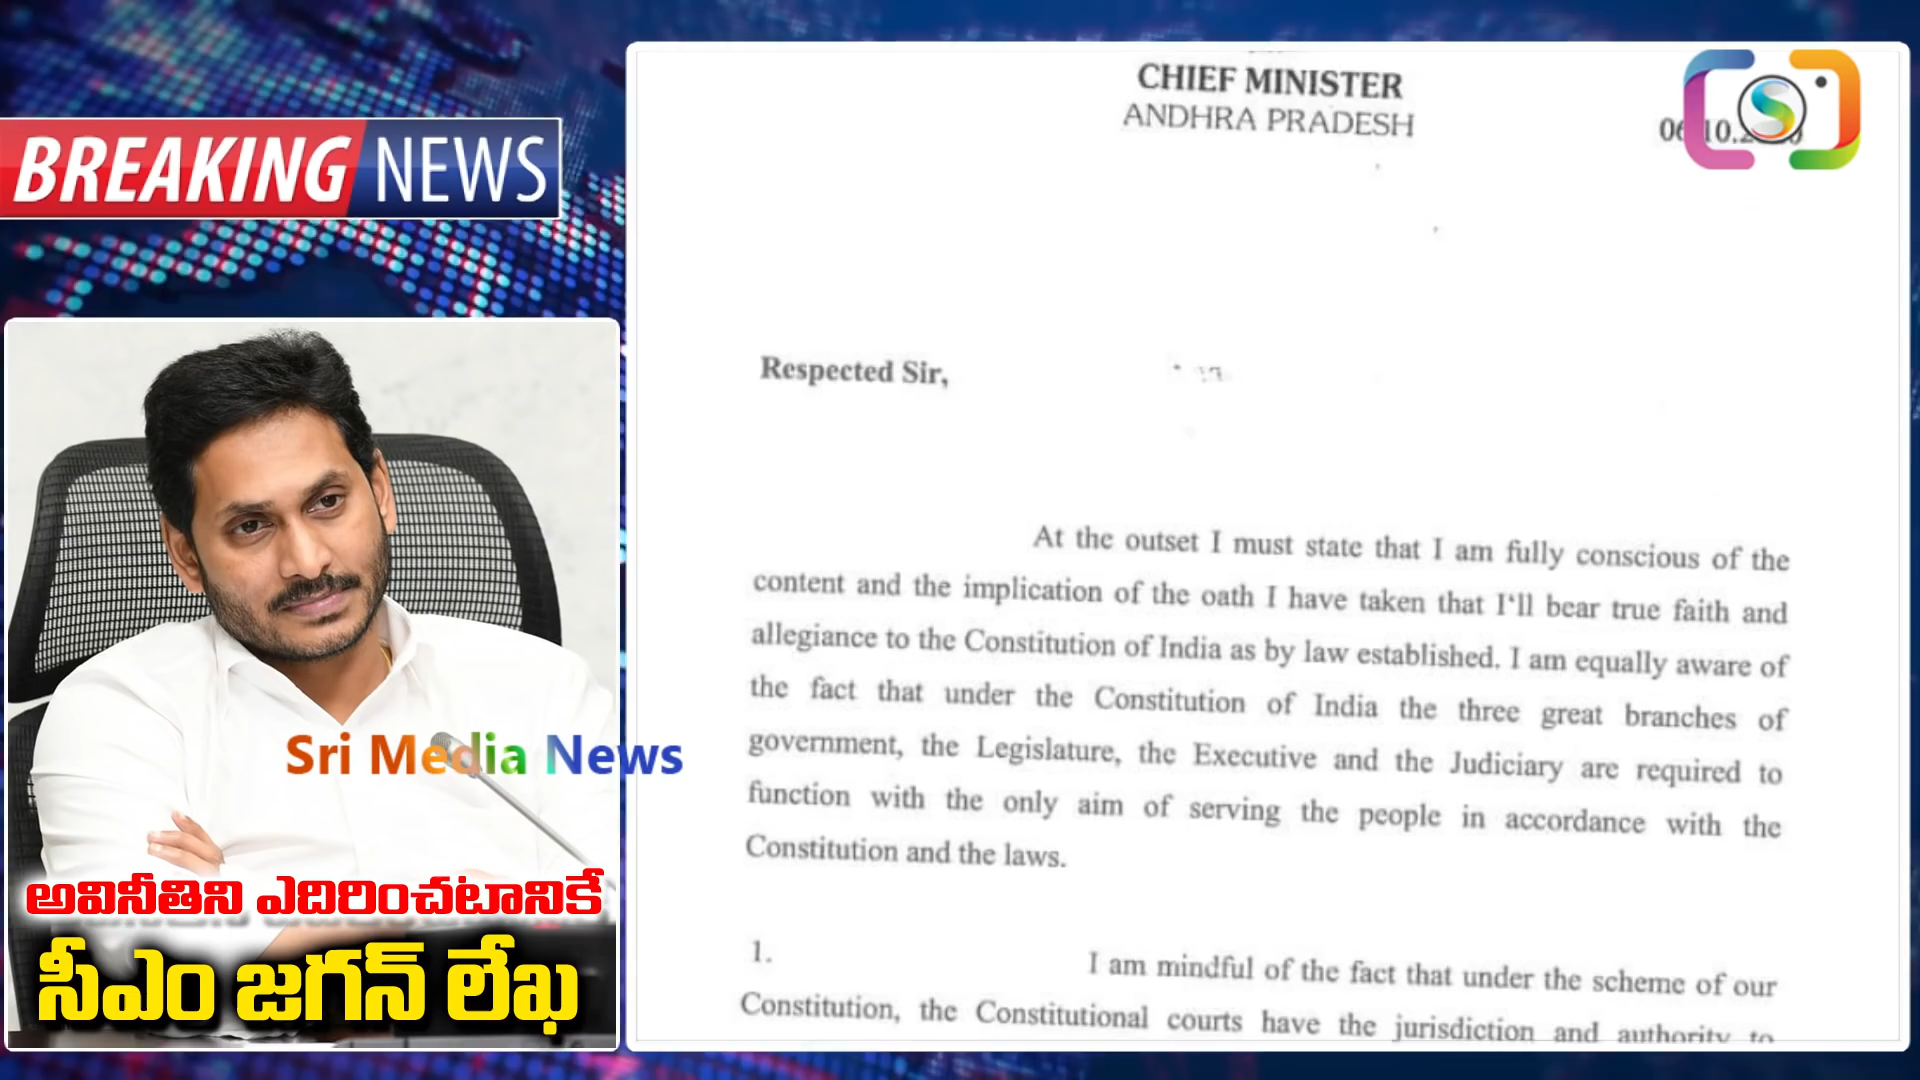 BREAKING NEWS
Sri Media News
అవినీతిని ఎదిరించటానికే
సీఎం జగన్ లేఖ
CHIEF MINISTER
ANDHRA PRADESH
S
Respected Sir,
At the outset I must state that I am fully conscious of the
content and the implication of the oath I have taken that I‘ll bear true faith and
allegiance to the Constitution of India as by law established. I am equally aware of
the fact that under the Constitution of India the three great branches of
government, the Legislature, the Executive and the Judiciary are required to
function with the only aim of serving the people in accordance with the
Constitution and the laws.
1. I am mindful of the fact that under the scheme of our
Constitution, the Constitutional courts have the jurisdiction and authority to